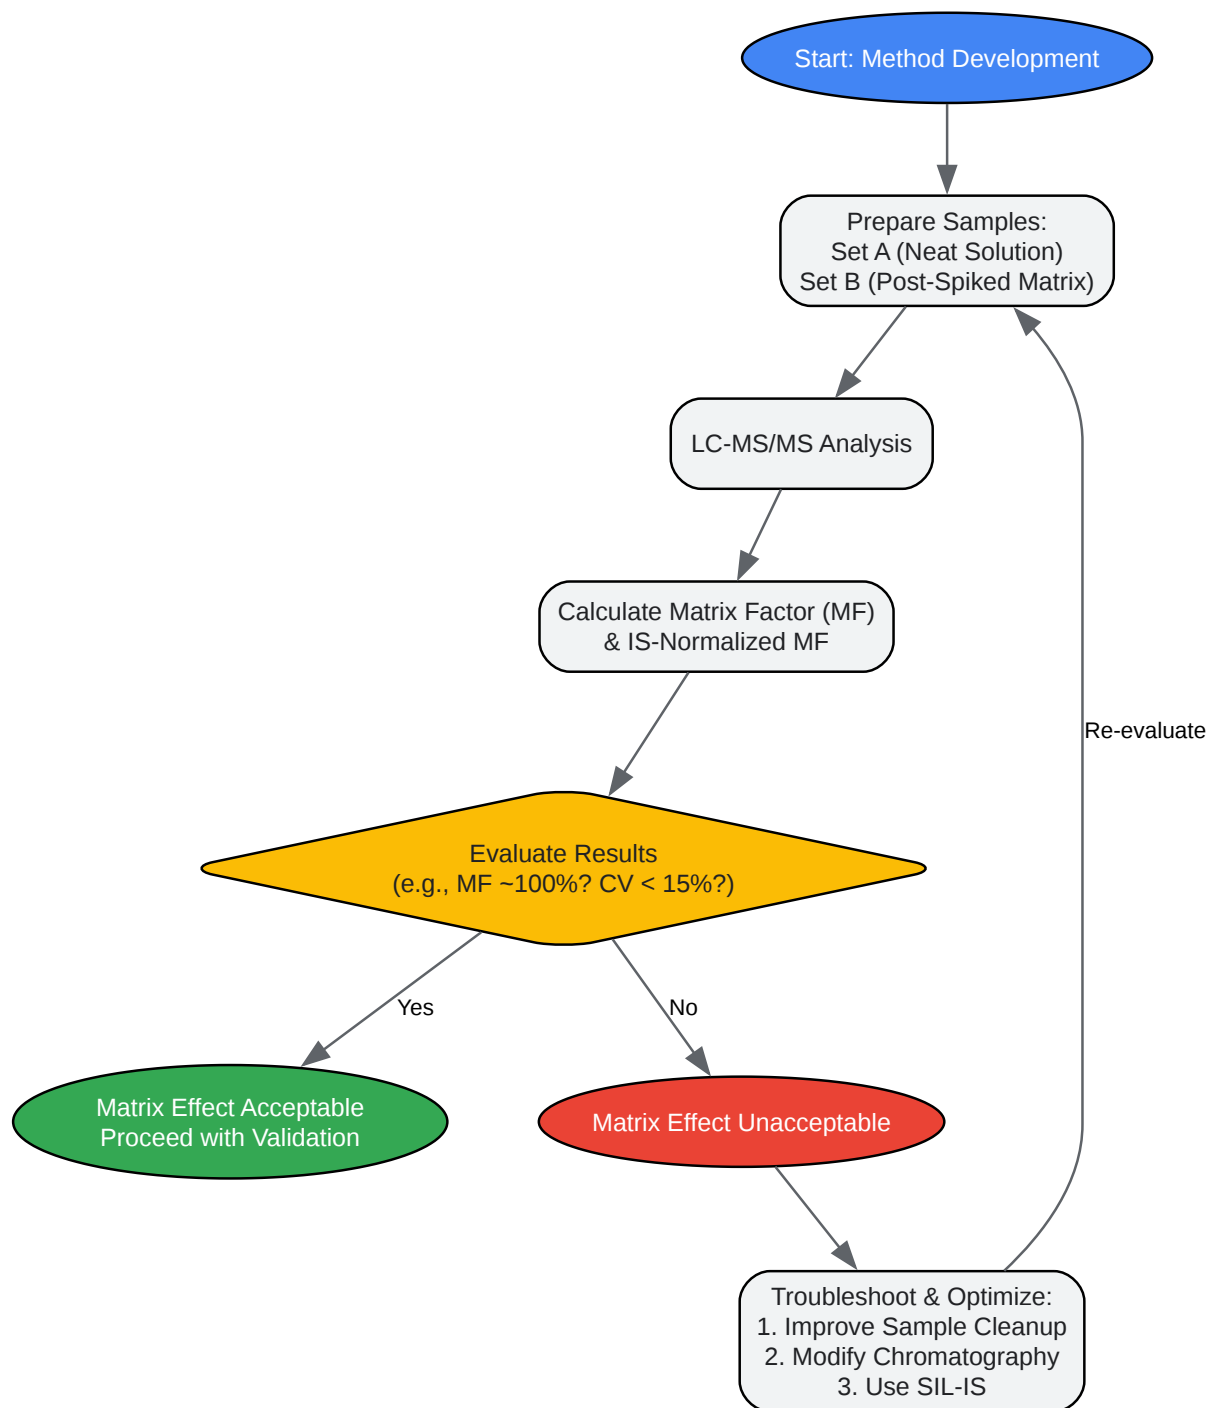 Start: Method Development
Prepare Samples:
Set A (Neat Solution)
Set B (Post-Spiked Matrix)
LC-MS/MS Analysis
Calculate Matrix Factor (MF)
& IS-Normalized MF
Re-evaluate
Evaluate Results
(e.g., MF ~100%? CV < 15%?)
Yes
No
Matrix Effect Acceptable
Proceed with Validation
Matrix Effect Unacceptable
Troubleshoot & Optimize:
1. Improve Sample Cleanup
2. Modify Chromatography
3. Use SIL-IS